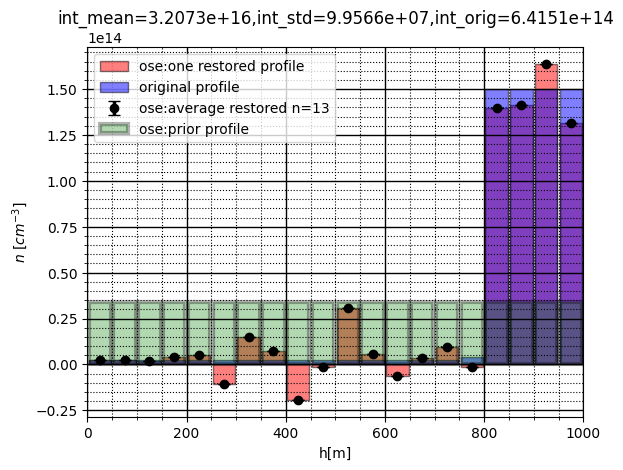 int_mean=3.2073e+16,int_std=9.9566e+07,int_orig=6.4151e+14
1e14
ose:one restored profile
original profile
ose:average restored n=13
ose:prior profile
1.50
1.25
1.00
0.75
0.50
0.25
0.00
−0.25
n [cm⁻³]
0 200 400 600 800 1000
h[m]